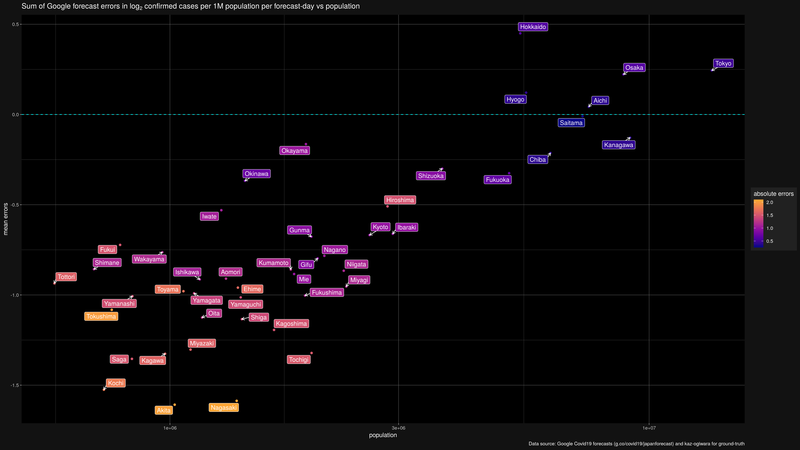 Sum of Google forecast errors in log2 confirmed cases per 1M population per forecast-day vs population
0.5
Hokkaido
Tokyo
Osaka
Hyogo
Aichi
0.0
Saitama
Kanagawa
Okayama
Chiba
Okinawa
Shizuoka
Fukuoka
absolute errors
2.0
1.5
1.0
0.5
mean errors
-0.5
Hiroshima
Iwate
Gunma
Kyoto
Ibaraki
Fukui
Nagano
Wakayama
Shimane
Kumamoto
Gifu
Niigata
Tottori
Ishikawa
Aomori
Mie
Miyagi
Toyama
Ehime
Fukushima
-1.0
Yamanashi
Yamagata
Yamaguchi
Tokushima
Oita
Shiga
Kagoshima
Miyazaki
Saga
Kagawa
Tochigi
Kochi
-1.5
Akita
Nagasaki
1e+06
3e+06
1e+07
population
Data source: Google Covid19 forecasts (g.co/covid19/japanforecast) and kaz-ogiwara for ground-truth